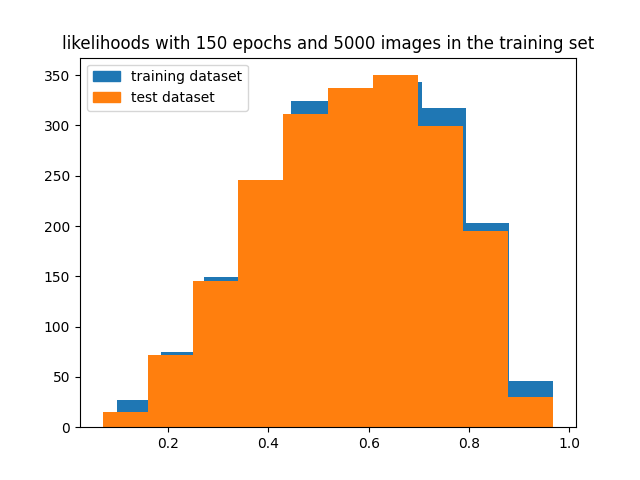 likelihoods with 150 epochs and 5000 images in the training set
training dataset
test dataset
350
300
250
200
150
100
50
0
0.2 0.4 0.6 0.8 1.0